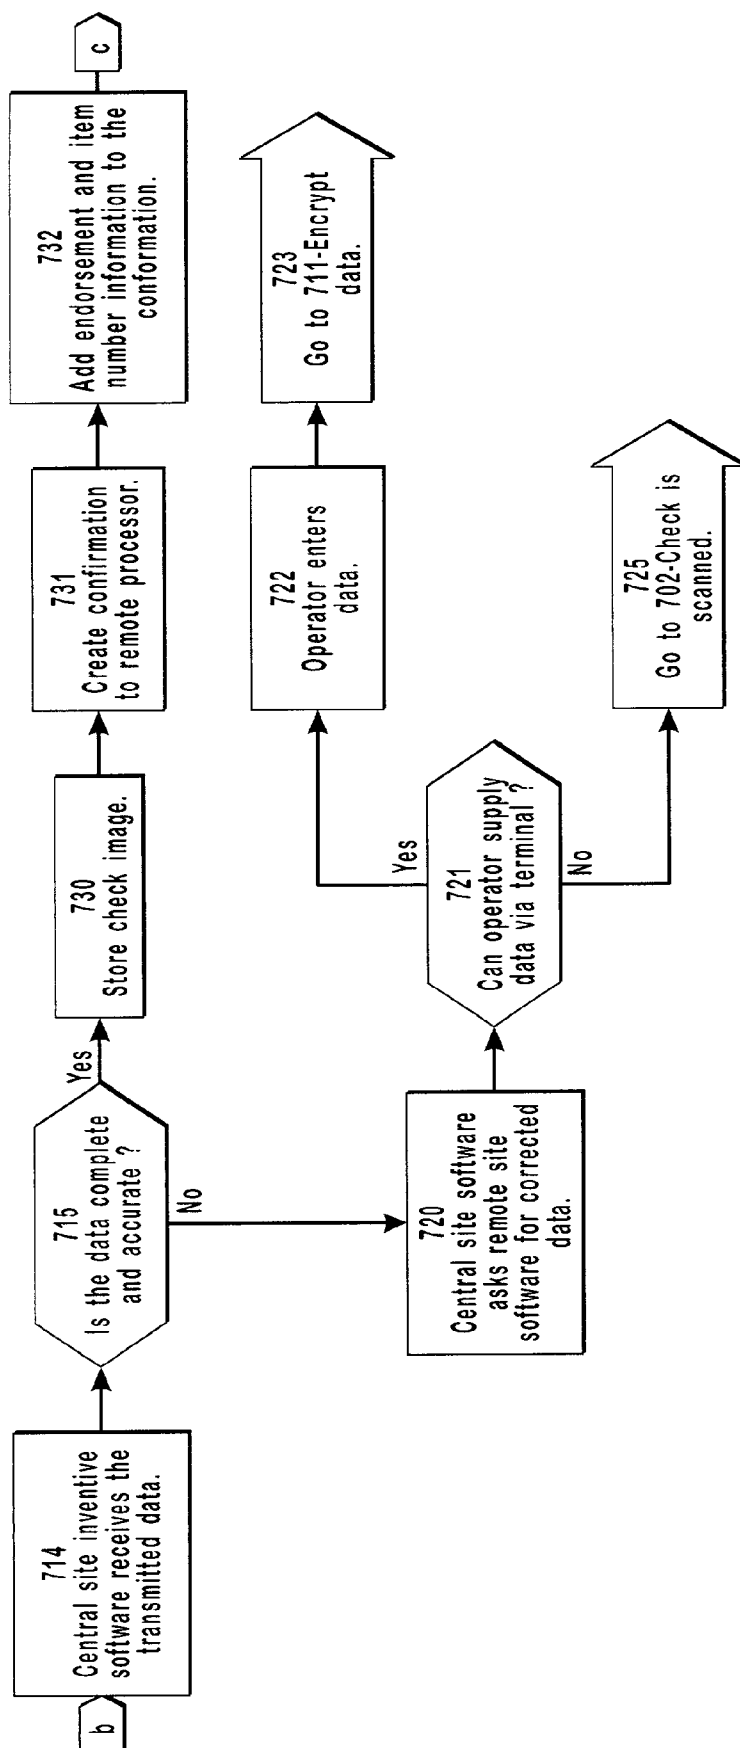 b
714
Central site inventive
software receives the
transmitted data.
715
Is the data complete
and accurate ?
Yes
No
730
Store check image.
731
Create confirmation
to remote processor.
732
Add endorsement and item
number information to the
conformation.
c
720
Central site software
asks remote site
software for corrected
data.
721
Can operator supply
data via terminal ?
Yes
No
722
Operator enters
data.
723
Go to 711-Encrypt
data.
725
Go to 702-Check is
scanned.